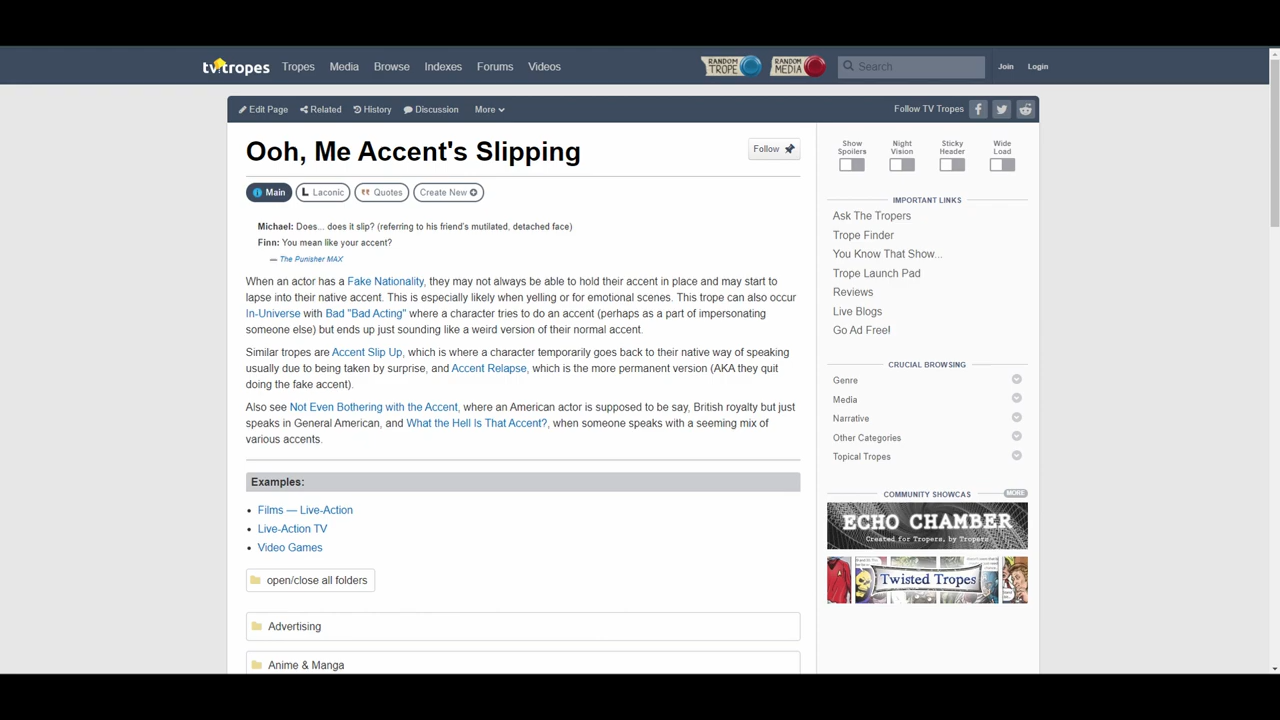 tvtropes Tropes Media Browse Indexes Forums Videos RANDOM TROPE RANDOM MEDIA Search Join Login
Edit Page Related History Discussion More Follow TV Tropes
Ooh, Me Accent's Slipping
Follow
Main Laconic Quotes Create New
Michael: Does... does it slip? (referring to his friend's mutilated, detached face)
Finn: You mean like your accent?
— The Punisher MAX
When an actor has a Fake Nationality, they may not always be able to hold their accent in place and may start to
lapse into their native accent. This is especially likely when yelling or for emotional scenes. This trope can also occur
In-Universe with Bad "Bad Acting" where a character tries to do an accent (perhaps as a part of impersonating
someone else) but ends up just sounding like a weird version of their normal accent.
Similar tropes are Accent Slip Up, which is where a character temporarily goes back to their native way of speaking
usually due to being taken by surprise, and Accent Relapse, which is the more permanent version (AKA they quit
doing the fake accent).
Also see Not Even Bothering with the Accent, where an American actor is supposed to be say, British royalty but just
speaks in General American, and What the Hell Is That Accent?, when someone speaks with a seeming mix of
various accents.
Examples:
• Films — Live-Action
• Live-Action TV
• Video Games
open/close all folders
Advertising
Anime & Manga
Show Spoilers
Night Vision
Sticky Header
Wide Load
IMPORTANT LINKS
Ask The Tropers
Trope Finder
You Know That Show...
Trope Launch Pad
Reviews
Live Blogs
Go Ad Free!
CRUCIAL BROWSING
Genre
Media
Narrative
Other Categories
Topical Tropes
COMMUNITY SHOWCAS MORE
ECHO CHAMBER
Created for Tropers, by Tropers
Twisted Tropes